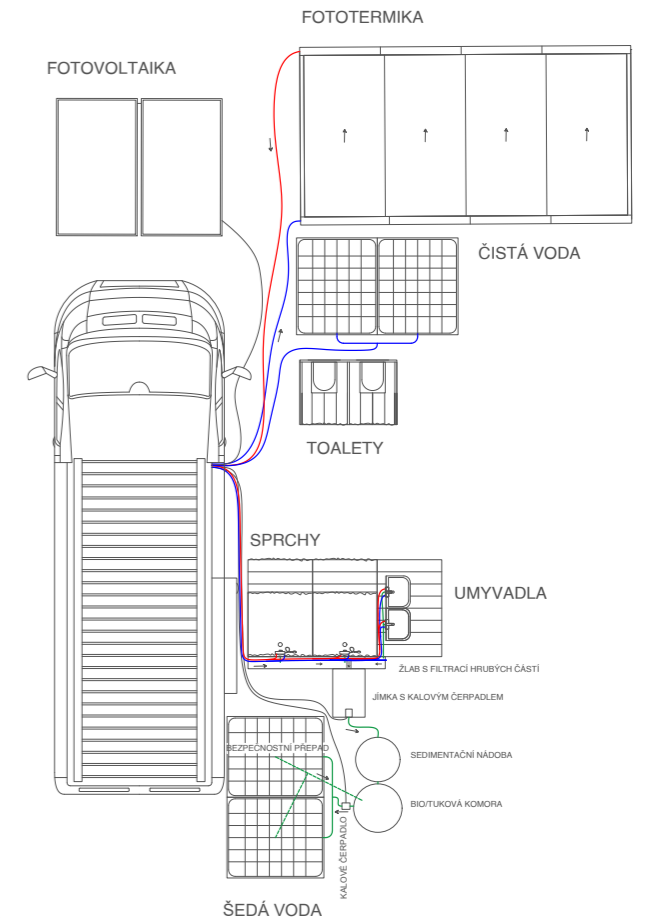 FOTOTERMIKA
FOTOVOLTAIKA
ČISTÁ VODA
TOALETY
SPRCHY
UMYVADLA
ŽLAB S FILTRACÍ HRUBÝCH ČÁSTÍ
JÍMKA S KALOVÝM ČERPADLEM
BEZPEČNOSTNÍ PŘEPAD
SEDIMENTAČNÍ NÁDOBA
BIO/TUKOVÁ KOMORA
KALOVÉ ČERPADLO
ŠEDÁ VODA